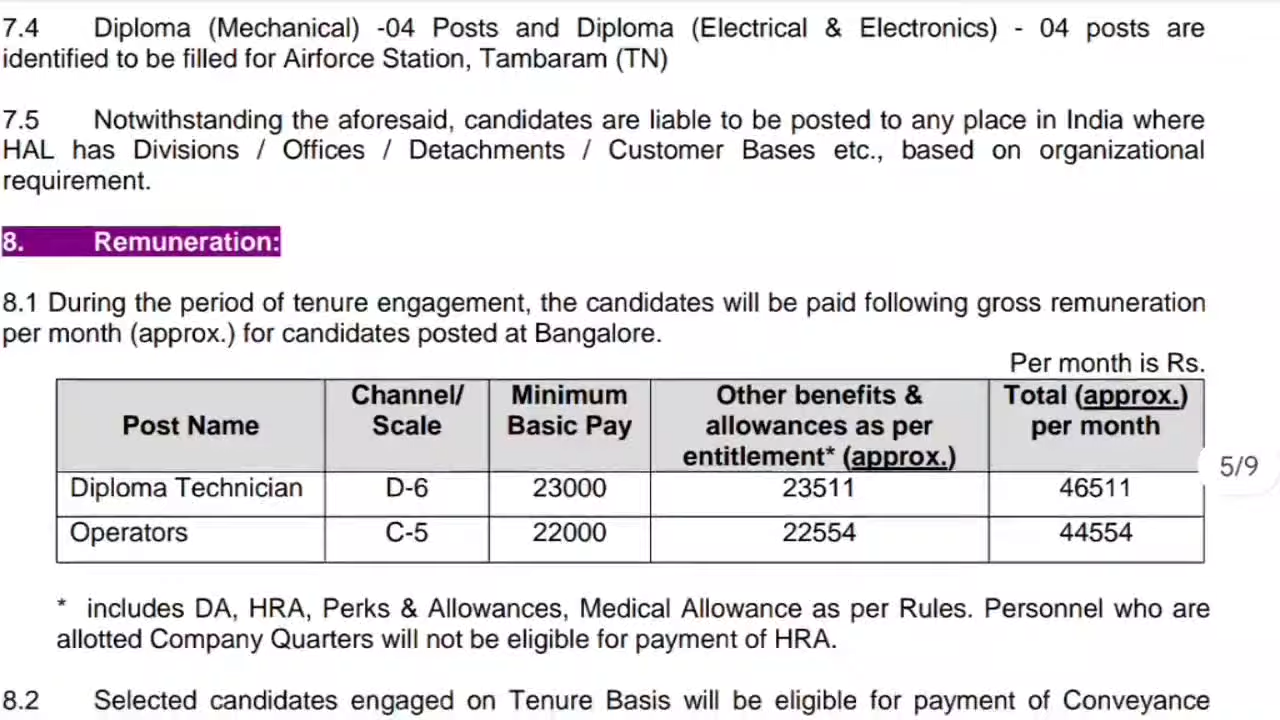 7.4 Diploma (Mechanical) -04 Posts and Diploma (Electrical & Electronics) - 04 posts are
identified to be filled for Airforce Station, Tambaram (TN)
7.5 Notwithstanding the aforesaid, candidates are liable to be posted to any place in India where
HAL has Divisions / Offices / Detachments / Customer Bases etc., based on organizational
requirement.
8. Remuneration:
8.1 During the period of tenure engagement, the candidates will be paid following gross remuneration
per month (approx.) for candidates posted at Bangalore.
Per month is Rs.
Post Name Channel/ Scale Minimum Basic Pay Other benefits & allowances as per entitlement* (approx.) Total (approx.) per month
Diploma Technician D-6 23000 23511 46511
Operators C-5 22000 22554 44554
5/9
* includes DA, HRA, Perks & Allowances, Medical Allowance as per Rules. Personnel who are
allotted Company Quarters will not be eligible for payment of HRA.
8.2 Selected candidates engaged on Tenure Basis will be eligible for payment of Conveyance